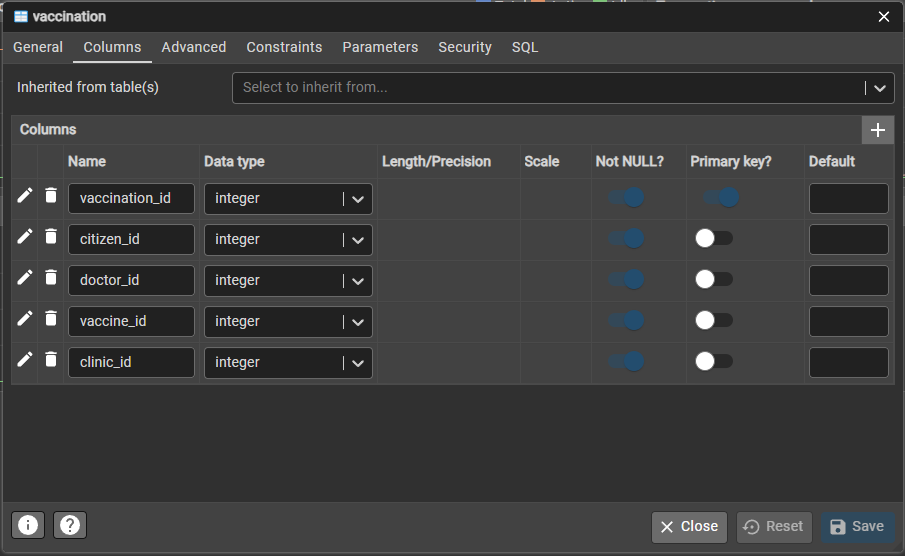 vaccination
General Columns Advanced Constraints Parameters Security SQL
Inherited from table(s) Select to inherit from...
Columns
Name Data type Length/Precision Scale Not NULL? Primary key? Default
vaccination_id integer
citizen_id integer
doctor_id integer
vaccine_id integer
clinic_id integer
Close Reset Save